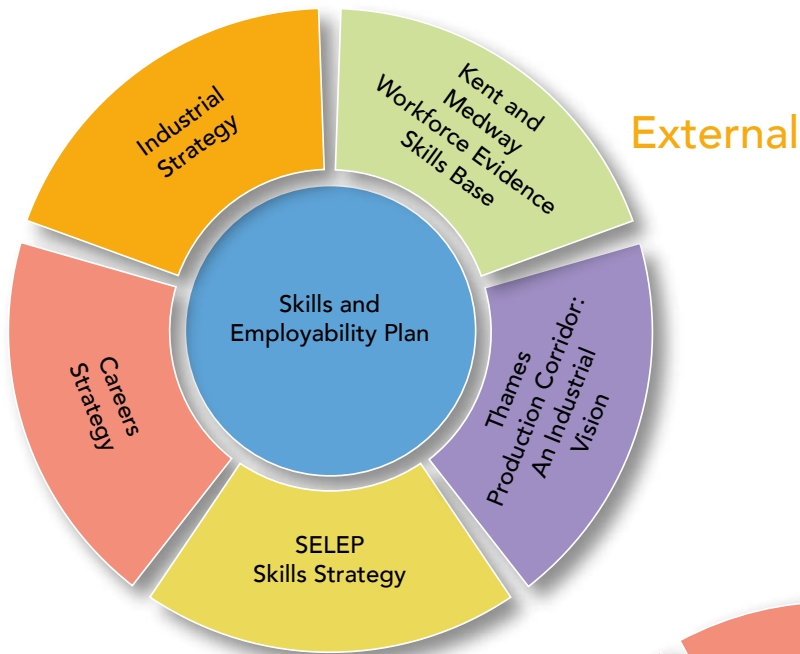 Industrial
Strategy
Kent and
Medway
Workforce Evidence
Skills Base
External
Skills and
Employability Plan
Thames
Production Corridor:
An Industrial
Vision
Careers
Strategy
SELEP
Skills Strategy